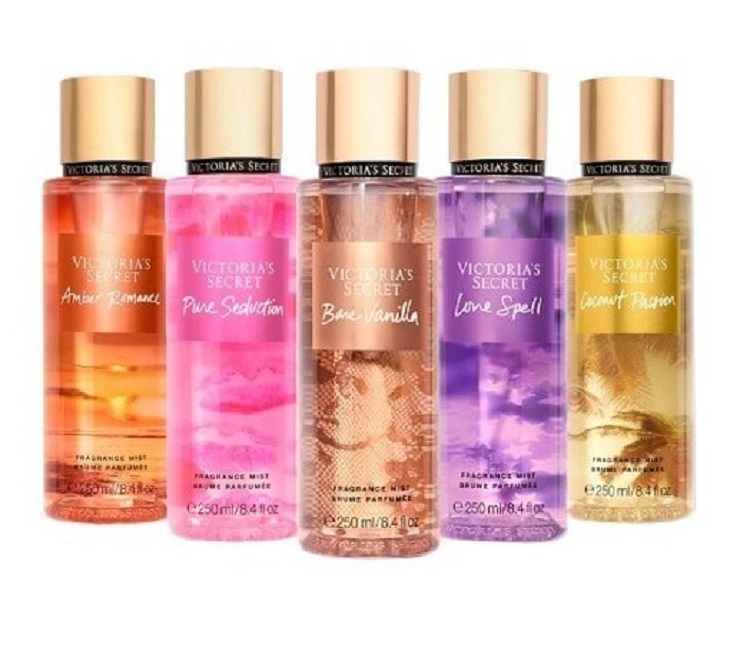 VICTORIA'S SECRET
VICTORIA'S
SECRET
Amber Romance
FRAGRANCE MIST
BRUME PARFUMÉE
℮250 ml/8.4 fl oz
VICTORIA'S SECRET
VICTORIA'S
SECRET
Pure Seduction
FRAGRANCE MIST
BRUME PARFUMÉE
℮250 ml/8.4 fl oz
VICTORIA'S SECRET
VICTORIA'S
SECRET
Bare Vanilla
FRAGRANCE MIST
BRUME PARFUMÉE
℮250 ml/8.4 fl oz
VICTORIA'S SECRET
VICTORIA'S
SECRET
Love Spell
FRAGRANCE MIST
BRUME PARFUMÉE
℮250 ml/8.4 fl oz
VICTORIA'S SECRET
VICTORIA'S
SECRET
Coconut Passion
FRAGRANCE MIST
BRUME PARFUMÉE
℮250 ml/8.4 fl oz